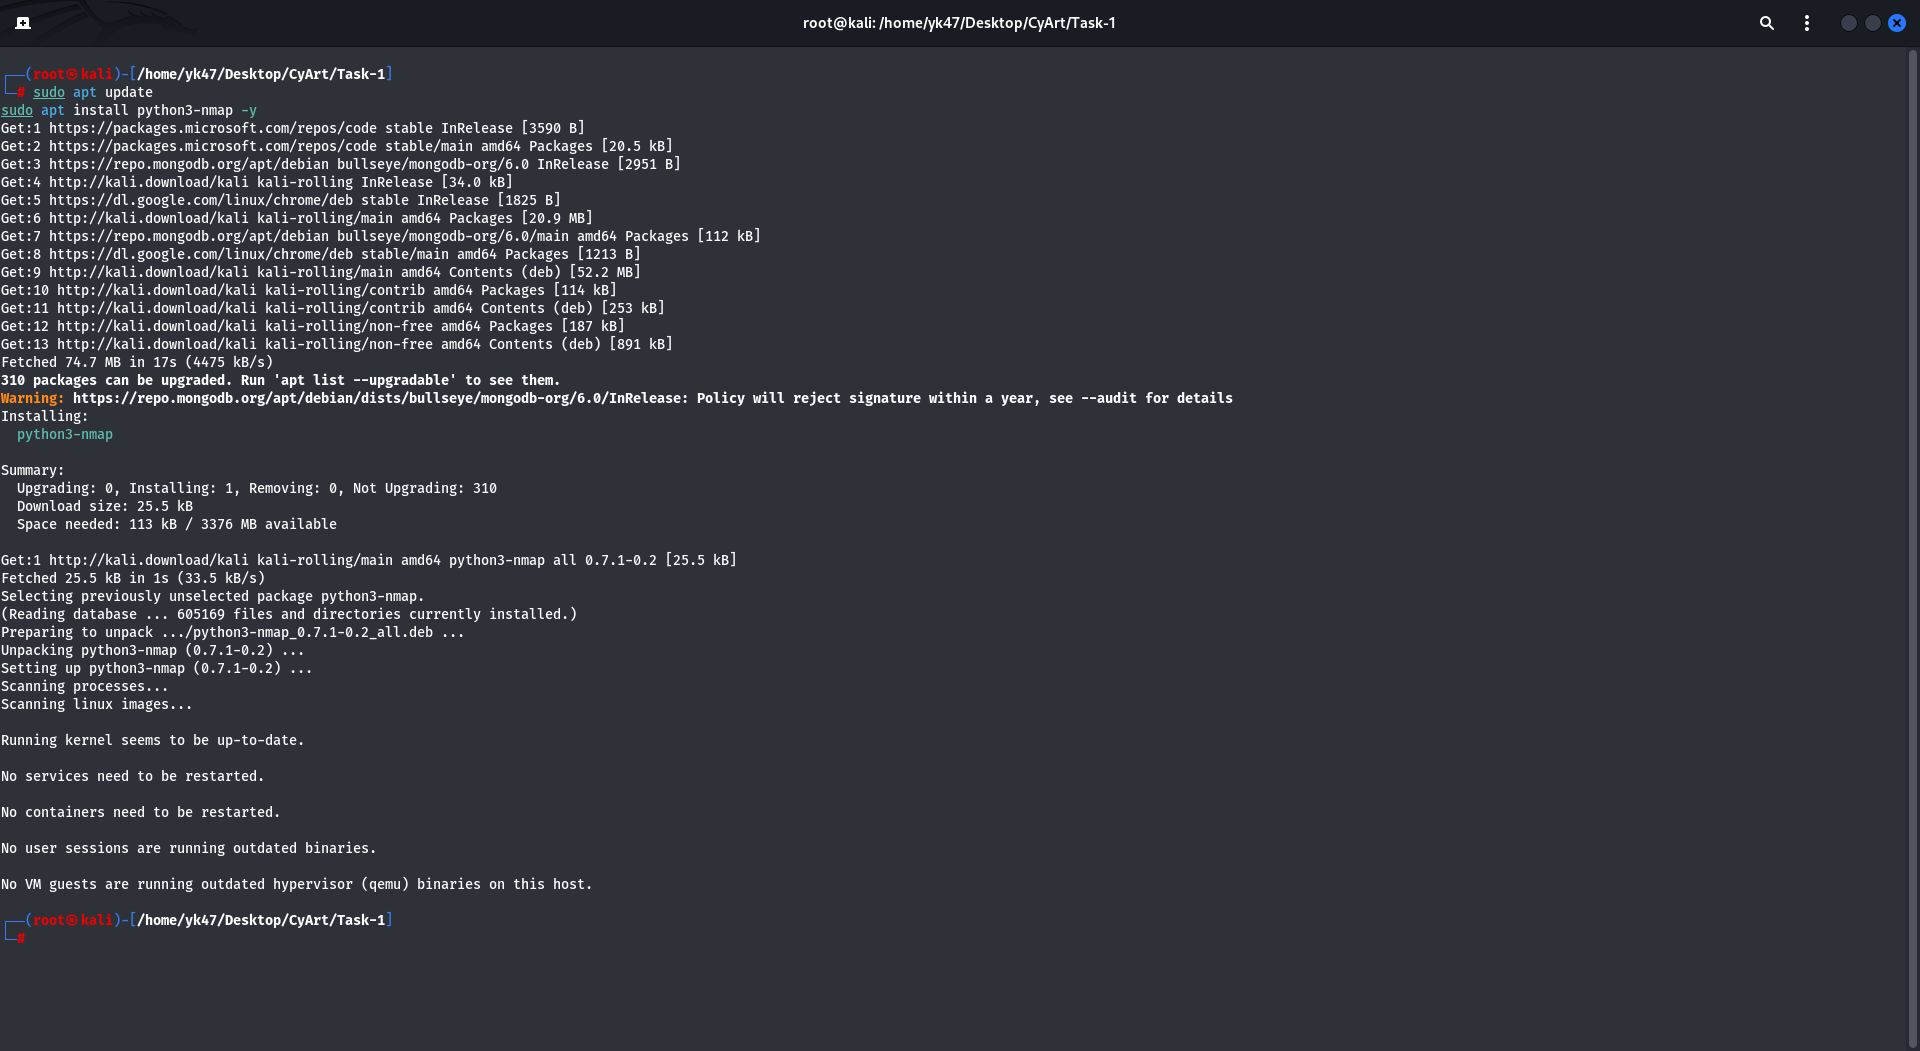 root@kali: /home/yk47/Desktop/CyArt/Task-1
┌──(root㉿kali)-[/home/yk47/Desktop/CyArt/Task-1]
└─# sudo apt update
sudo apt install python3-nmap -y
Get:1 https://packages.microsoft.com/repos/code stable InRelease [3590 B]
Get:2 https://packages.microsoft.com/repos/code stable/main amd64 Packages [20.5 kB]
Get:3 https://repo.mongodb.org/apt/debian bullseye/mongodb-org/6.0 InRelease [2951 B]
Get:4 http://kali.download/kali kali-rolling InRelease [34.0 kB]
Get:5 https://dl.google.com/linux/chrome/deb stable InRelease [1825 B]
Get:6 http://kali.download/kali kali-rolling/main amd64 Packages [20.9 MB]
Get:7 https://repo.mongodb.org/apt/debian bullseye/mongodb-org/6.0/main amd64 Packages [112 kB]
Get:8 https://dl.google.com/linux/chrome/deb stable/main amd64 Packages [1213 B]
Get:9 http://kali.download/kali kali-rolling/main amd64 Contents (deb) [52.2 MB]
Get:10 http://kali.download/kali kali-rolling/contrib amd64 Packages [114 kB]
Get:11 http://kali.download/kali kali-rolling/contrib amd64 Contents (deb) [253 kB]
Get:12 http://kali.download/kali kali-rolling/non-free amd64 Packages [187 kB]
Get:13 http://kali.download/kali kali-rolling/non-free amd64 Contents (deb) [891 kB]
Fetched 74.7 MB in 17s (4475 kB/s)
310 packages can be upgraded. Run 'apt list --upgradable' to see them.
Warning: https://repo.mongodb.org/apt/debian/dists/bullseye/mongodb-org/6.0/InRelease: Policy will reject signature within a year, see --audit for details
Installing:
  python3-nmap

Summary:
  Upgrading: 0, Installing: 1, Removing: 0, Not Upgrading: 310
  Download size: 25.5 kB
  Space needed: 113 kB / 3376 MB available

Get:1 http://kali.download/kali kali-rolling/main amd64 python3-nmap all 0.7.1-0.2 [25.5 kB]
Fetched 25.5 kB in 1s (33.5 kB/s)
Selecting previously unselected package python3-nmap.
(Reading database ... 605169 files and directories currently installed.)
Preparing to unpack .../python3-nmap_0.7.1-0.2_all.deb ...
Unpacking python3-nmap (0.7.1-0.2) ...
Setting up python3-nmap (0.7.1-0.2) ...
Scanning processes...
Scanning linux images...

Running kernel seems to be up-to-date.

No services need to be restarted.

No containers need to be restarted.

No user sessions are running outdated binaries.

No VM guests are running outdated hypervisor (qemu) binaries on this host.

┌──(root㉿kali)-[/home/yk47/Desktop/CyArt/Task-1]
└─#